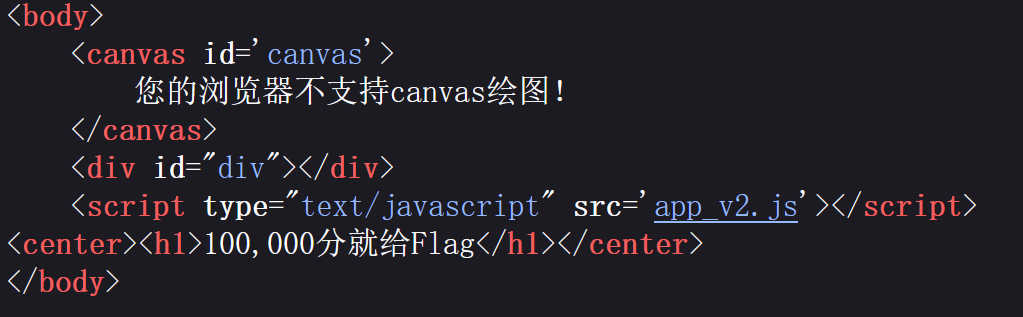 <body>
<canvas id='canvas'>
您的浏览器不支持canvas绘图！
</canvas>
<div id="div"></div>
<script type="text/javascript" src='app_v2.js'></script>
<center><h1>100,000分就给Flag</h1></center>
</body>